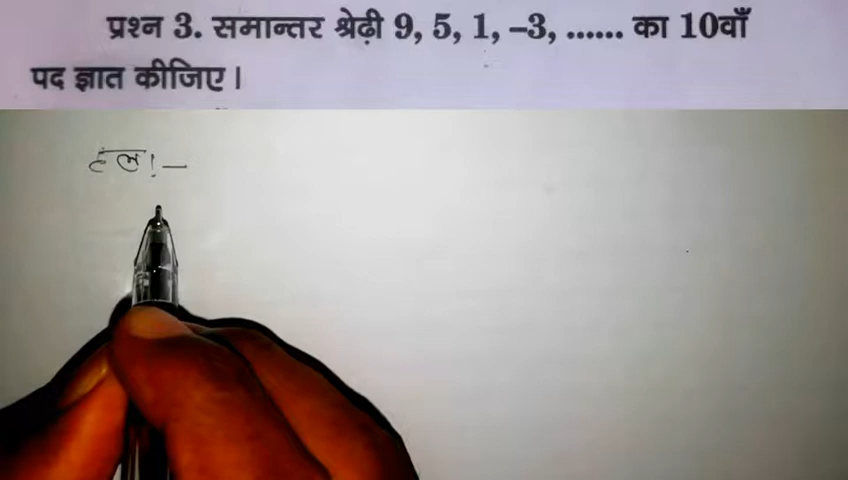 प्रश्न 3. समान्तर श्रेढ़ी 9, 5, 1, –3, ...... का 10वाँ
पद ज्ञात कीजिए।
हल:–